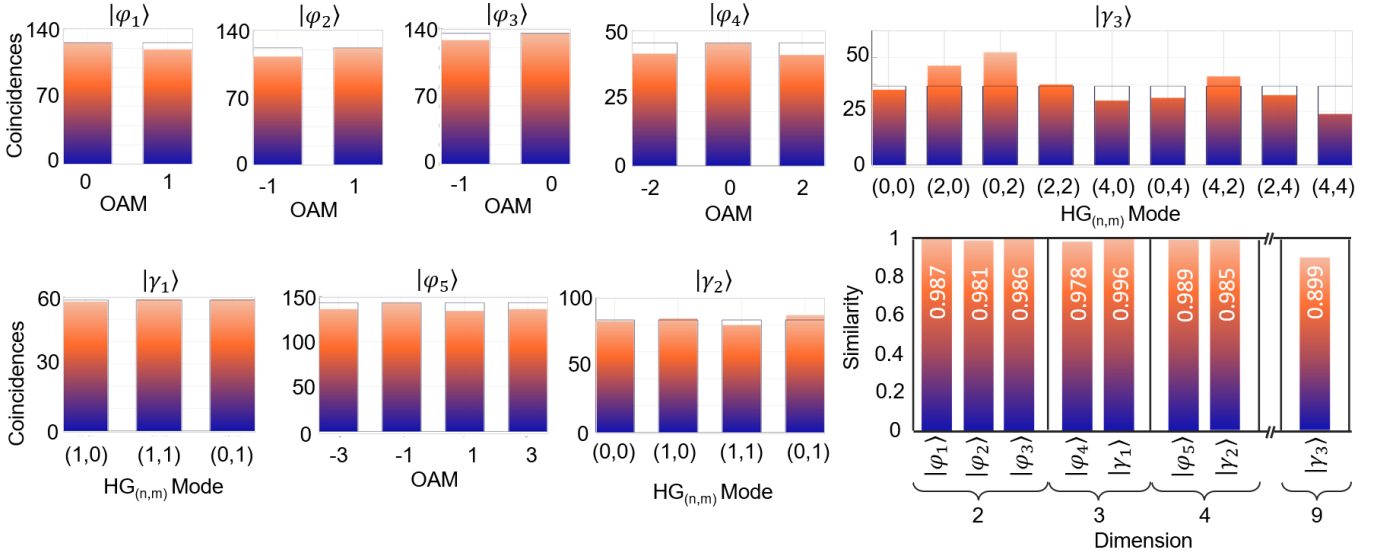 |φ₁⟩
Coincidences
140
70
0
0 1
OAM
|φ₂⟩
140
70
0
-1 1
OAM
|φ₃⟩
140
70
0
-1 0
OAM
|φ₄⟩
50
25
0
-2 0 2
OAM
|γ₃⟩
50
25
0
(0,0) (2,0) (0,2) (2,2) (4,0) (0,4) (4,2) (2,4) (4,4)
HG(n,m) Mode
|γ₁⟩
Coincidences
60
30
0
(1,0) (1,1) (0,1)
HG(n,m) Mode
|φ₅⟩
150
100
50
0
-3 -1 1 3
OAM
|γ₂⟩
100
50
0
(0,0) (1,0) (1,1) (0,1)
HG(n,m) Mode
Similarity
1
0.8
0.6
0.4
0.2
0
0.987 0.981 0.986 0.978 0.996 0.989 0.985 0.899
|φ₁⟩ |φ₂⟩ |φ₃⟩ |φ₄⟩ |γ₁⟩ |φ₅⟩ |γ₂⟩ |γ₃⟩
2 3 4 9
Dimension